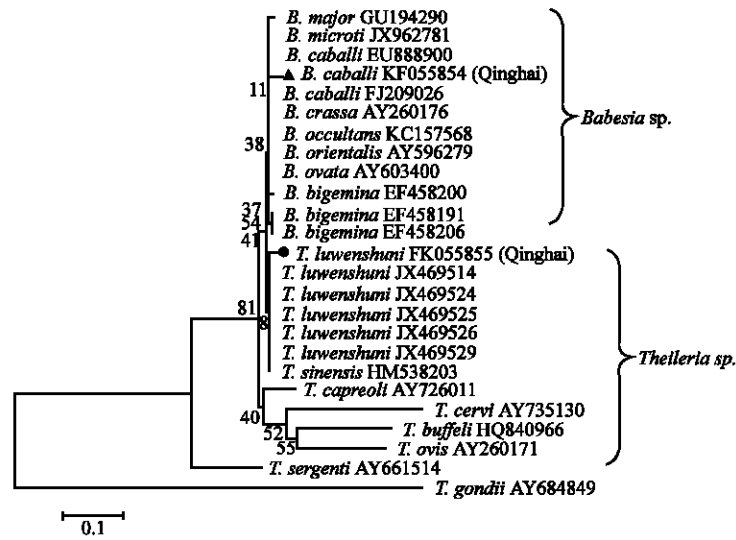 B. major GU194290
B. microti JX962781
B. caballi EU888900
B. caballi KF055854 (Qinghai)
11
B. caballi FJ209026
B. crassa AY260176
Babesia sp.
B. occultans KC157568
38
B. orientalis AY596279
B. ovata AY603400
B. bigemina EF458200
37
B. bigemina EF458191
54
B. bigemina EF458206
41
T. luwenshuni FK055855 (Qinghai)
T. luwenshuni JX469514
T. luwenshuni JX469524
81
T. luwenshuni JX469525
8
T. luwenshuni JX469526
T. luwenshuni JX469529
Theileria sp.
T. sinensis HM538203
T. capreoli AY726011
T. cervi AY735130
40
T. buffeli HQ840966
52
T. ovis AY260171
55
T. sergenti AY661514
T. gondii AY684849
0.1